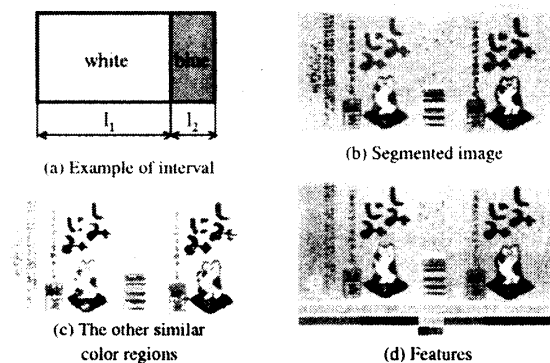 white
blue
l₁
l₂
(a) Example of interval
(b) Segmented image
(c) The other similar
color regions
(d) Features